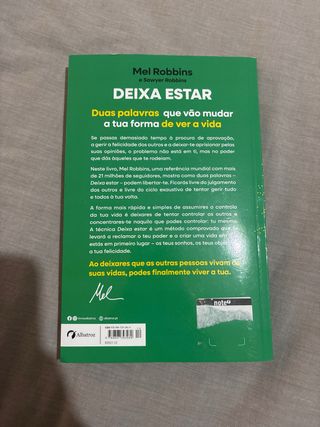 Mel Robbins
e Sawyer Robbins
DEIXA ESTAR
Duas palavras que vão mudar
a tua forma de ver a vida
Se passas demasiado tempo à procura de aprovação,
a gerir a felicidade dos outros e a deixar-te aprisionar pelas
suas opiniões, o problema não está em ti, mas no poder
que dás àqueles que te rodeiam.
Neste livro, Mel Robbins, uma referência mundial com mais
de 21 milhões de seguidores, mostra como duas palavras –
Deixa estar – podem libertar-te. Ficarás livre do julgamento
dos outros e livre do ciclo exaustivo de tentar gerir tudo
e todos à tua volta.
A forma mais rápida e simples de assumires o controlo
da tua vida é deixares de tentar controlar os outros e
concentrares-te naquilo que podes controlar: tu mesmo.
A técnica Deixa estar é um método comprovado que te
levará a reclamar o teu poder e a criar uma vida em que
estás em primeiro lugar – os teus sonhos, os teus objetivos,
a tua felicidade.
Ao deixares que as outras pessoas vivam as
suas vidas, podes finalmente viver a tua.
Mel
Albatroz
note